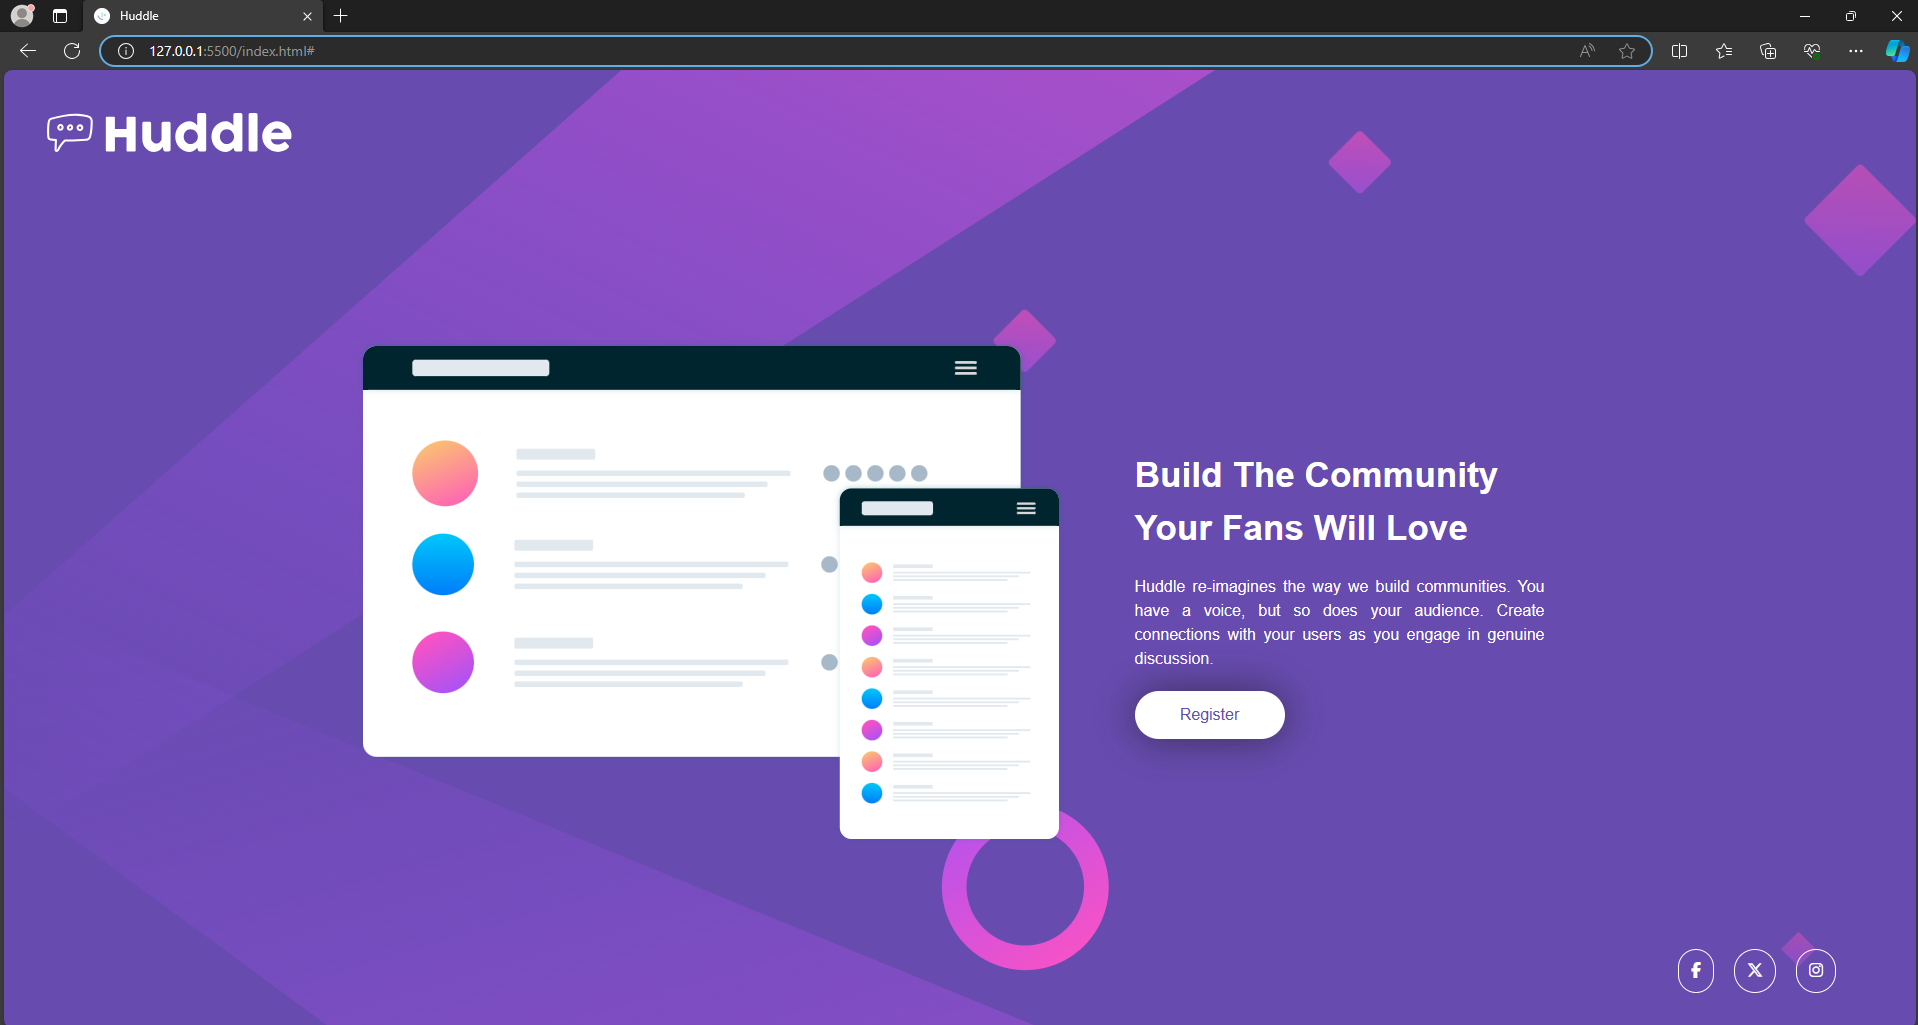 Huddle
127.0.0.1:5500/index.html#
Huddle
Build The Community
Your Fans Will Love
Huddle re-imagines the way we build communities. You
have a voice, but so does your audience. Create
connections with your users as you engage in genuine
discussion.
Register